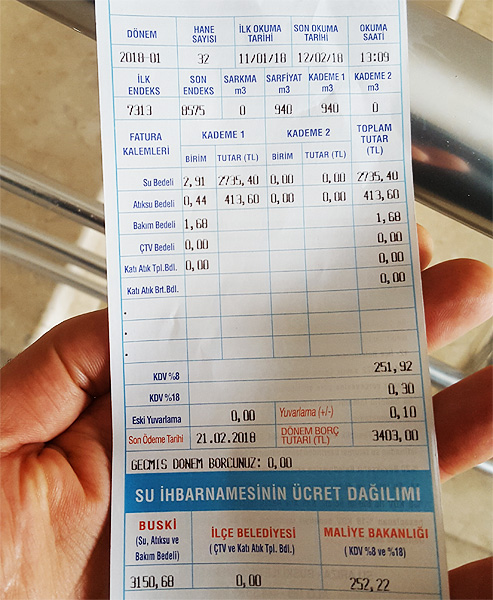 DÖNEM HANE SAYISI İLK OKUMA TARİHİ SON OKUMA TARİHİ OKUMA SAATİ
2018-01 32 11/01/18 12/02/18 13:09
İLK ENDEKS SON ENDEKS SARKMA m3 SARFİYAT m3 KADEME 1 m3 KADEME 2 m3
7313 8575 0 940 940 0
FATURA KALEMLERİ KADEME 1 KADEME 2 TOPLAM TUTAR (TL)
BİRİM TUTAR (TL) BİRİM TUTAR (TL)
Su Bedeli 2,91 2735,40 0,00 0,00 2735,40
Atıksu Bedeli 0,44 413,60 0,00 0,00 413,60
Bakım Bedeli 1,68 1,68
ÇTV Bedeli 0,00 0,00
Katı Atık Tpl.Bdl. 0,00 0,00
Katı Atık Brt.Bdl. 0,00
KDV %8 251,92
KDV %18 0,30
Eski Yuvarlama 0,00 Yuvarlama (+/-) 0,10
Son Ödeme Tarihi 21.02.2018 DÖNEM BORÇ TUTARI (TL) 3403,00
GECMIS DONEM BORCUNUZ: 0,00
SU İHBARNAMESİNİN ÜCRET DAĞILIMI
BUSKİ İLÇE BELEDİYESİ MALİYE BAKANLIĞI
(Su, Atıksu ve Bakım Bedeli) (ÇTV ve Katı Atık Tpl. Bdl.) (KDV %8 ve %18)
3150,68 0,00 252,22